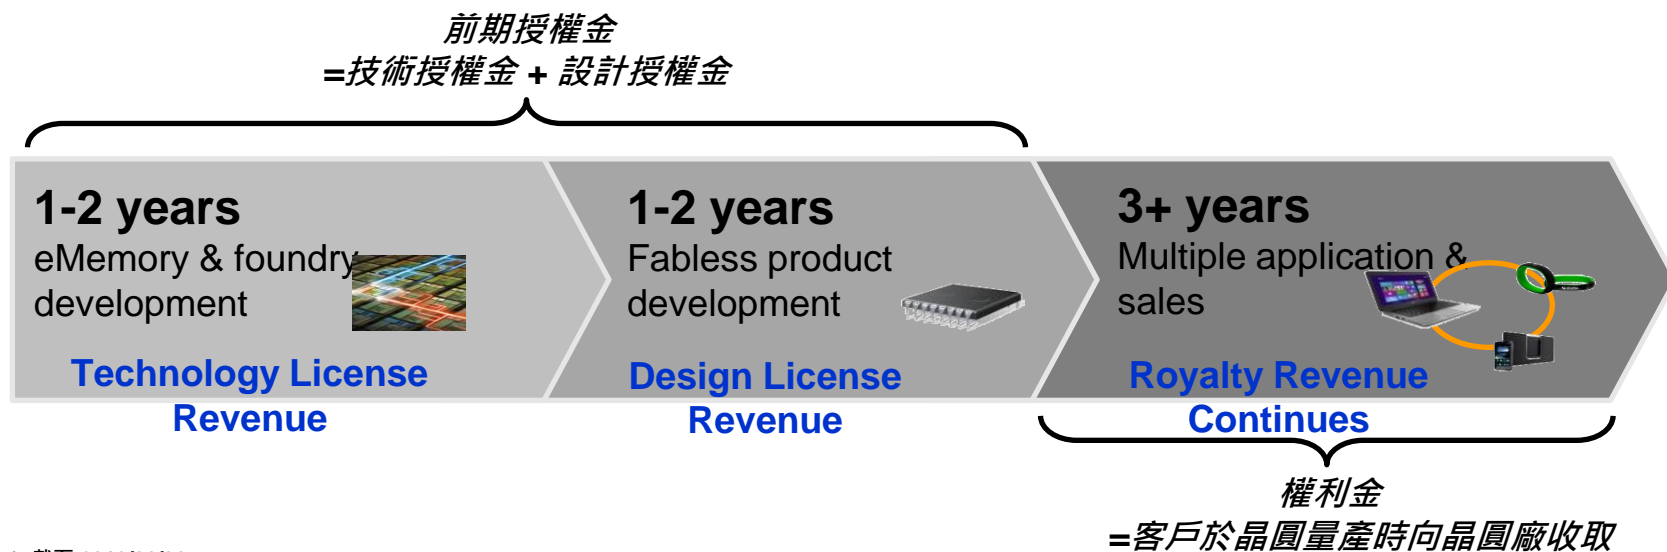 前期授權金
=技術授權金 + 設計授權金
1-2 years
eMemory & foundry
development
Technology License
Revenue
1-2 years
Fabless product
development
Design License
Revenue
3+ years
Multiple application &
sales
Royalty Revenue
Continues
權利金
=客戶於晶圓量產時向晶圓廠收取